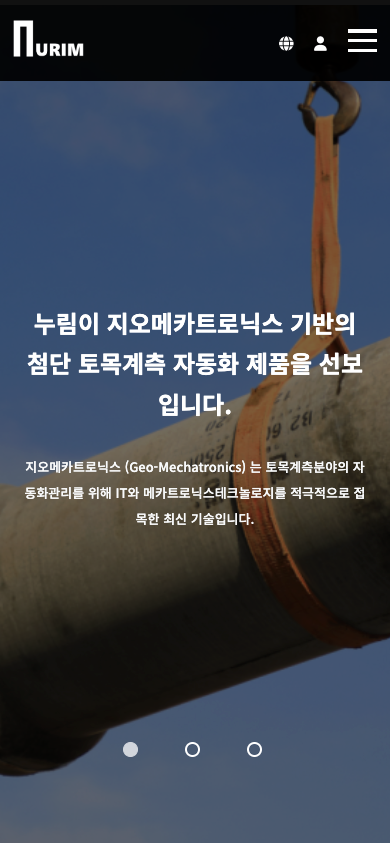 NURIM
누림이 지오메카트로닉스 기반의
첨단 토목계측 자동화 제품을 선보
입니다.
지오메카트로닉스 (Geo-Mechatronics) 는 토목계측분야의 자
동화관리를 위해 IT와 메카트로닉스테크놀로지를 적극적으로 접
목한 최신 기술입니다.